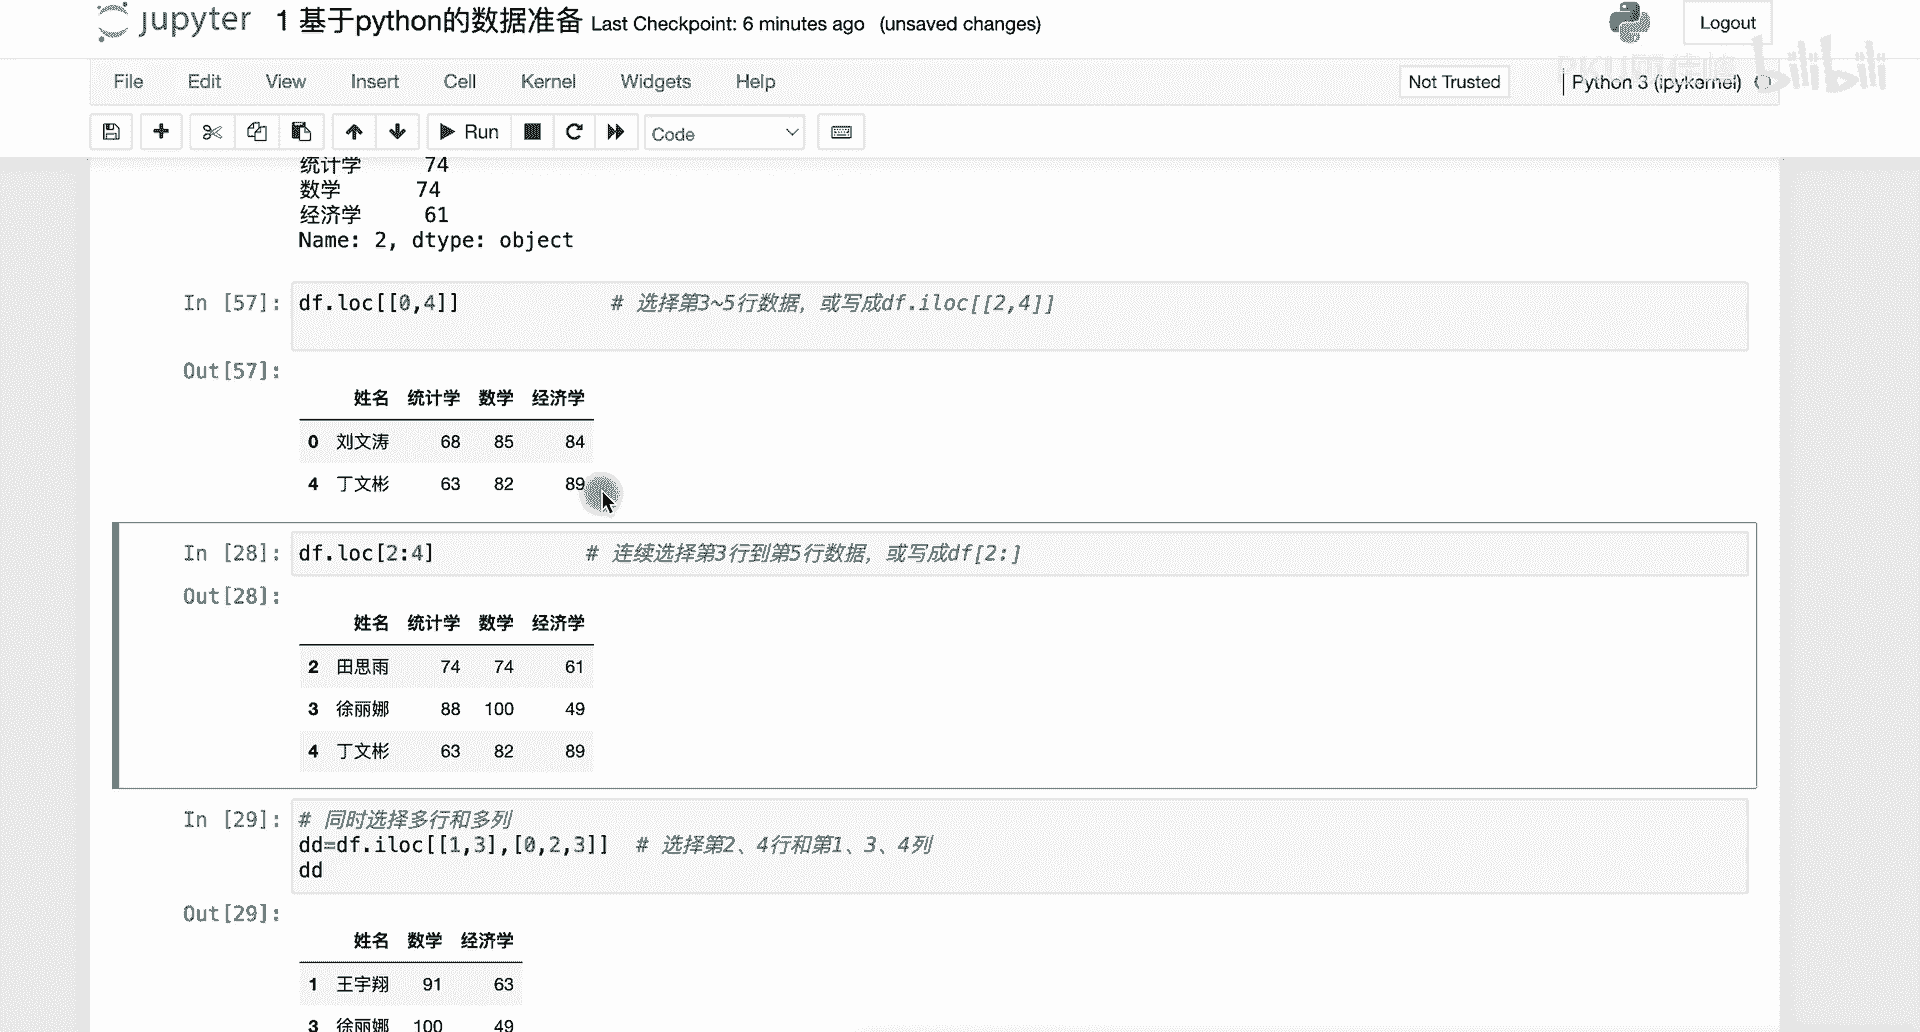 jupyter 1 基于python的数据准备 Last Checkpoint: 6 minutes ago (unsaved changes) Logout
bilibili
File Edit View Insert Cell Kernel Widgets Help Not Trusted Python 3 (ipykernel)
Run Code
统计学 74
数学 74
经济学 61
Name: 2, dtype: object
In [57]: df.loc[[0,4]] # 选择第3~5行数据，或写成df.iloc[[2,4]]
Out[57]:
姓名 统计学 数学 经济学
0 刘文涛 68 85 84
4 丁文彬 63 82 89
In [28]: df.loc[2:4] # 连续选择第3行到第5行数据，或写成df[2:]
Out[28]:
姓名 统计学 数学 经济学
2 田思雨 74 74 61
3 徐丽娜 88 100 49
4 丁文彬 63 82 89
In [29]: # 同时选择多行和多列
dd=df.iloc[[1,3],[0,2,3]] # 选择第2、4行和第1、3、4列
dd
Out[29]:
姓名 数学 经济学
1 王宇翔 91 63
3 徐丽娜 100 49